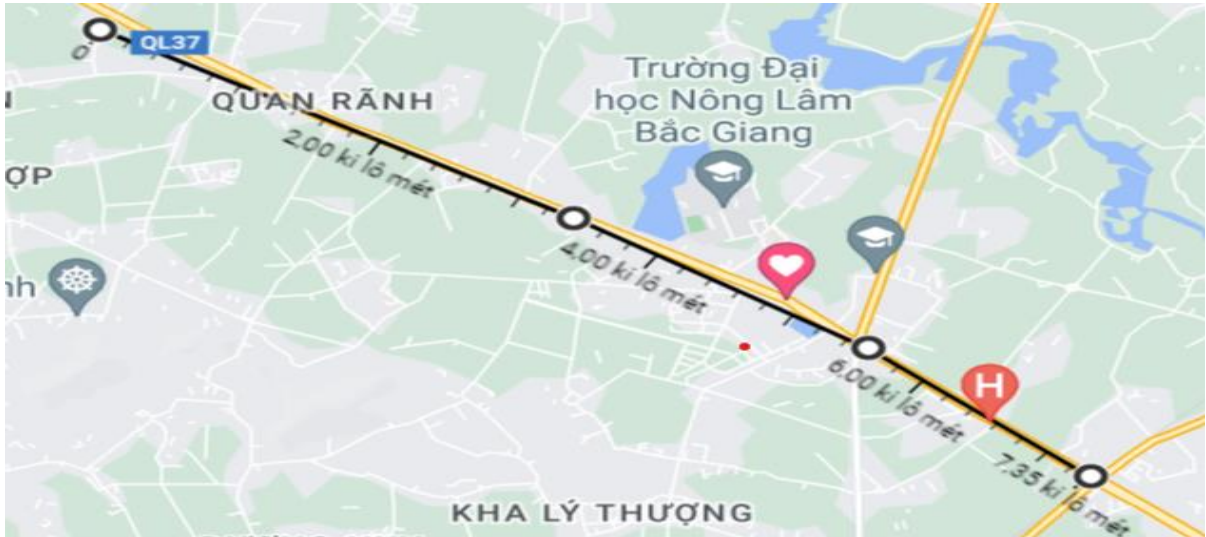 0
QL37
QUAN RÃNH
Trường Đại
học Nông Lâm
Bắc Giang
2,00 ki lô mét
ỢP
4,00 ki lô mét
nh
6,00 ki lô mét
H
7,35 ki lô mét
KHA LÝ THƯỢNG